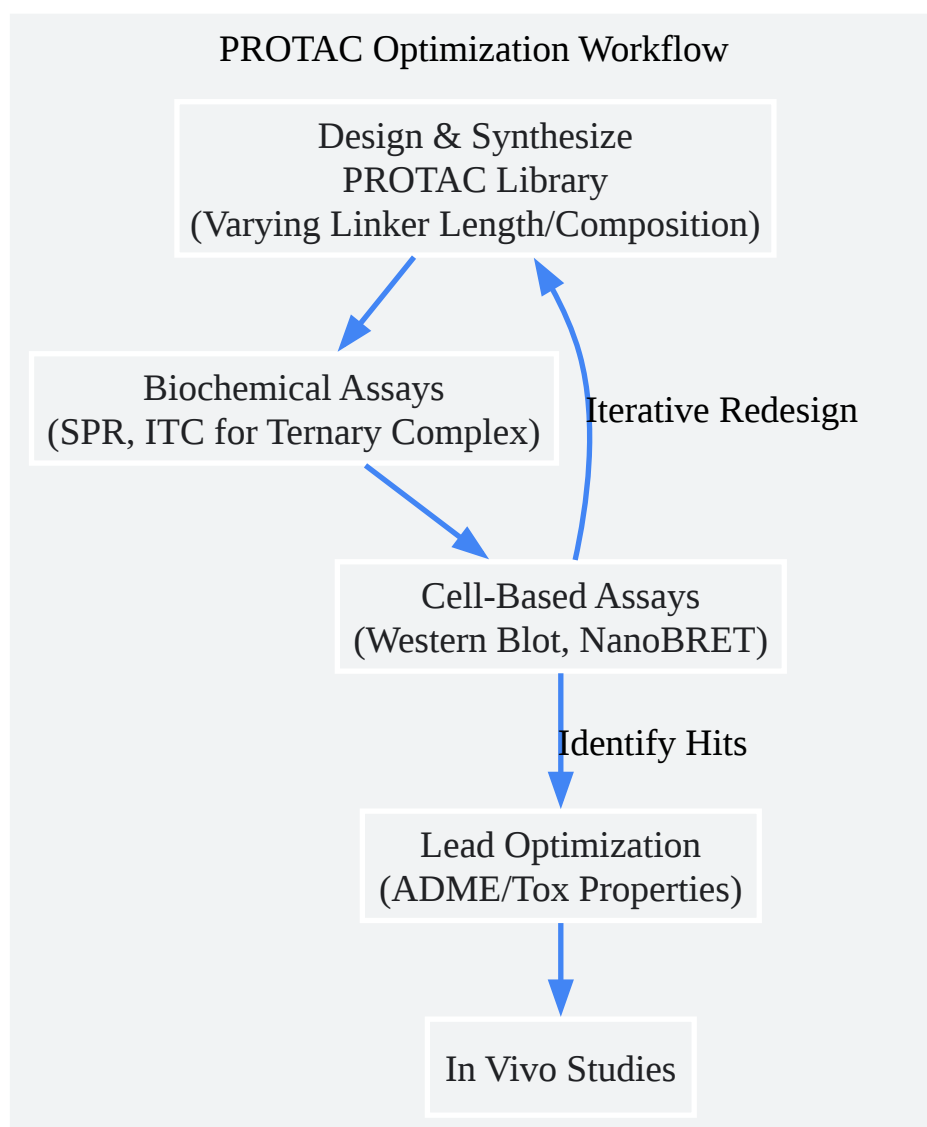 PROTAC Optimization Workflow
Design & Synthesize
PROTAC Library
(Varying Linker Length/Composition)
Biochemical Assays
(SPR, ITC for Ternary Complex)
Iterative Redesign
Cell-Based Assays
(Western Blot, NanoBRET)
Identify Hits
Lead Optimization
(ADME/Tox Properties)
In Vivo Studies